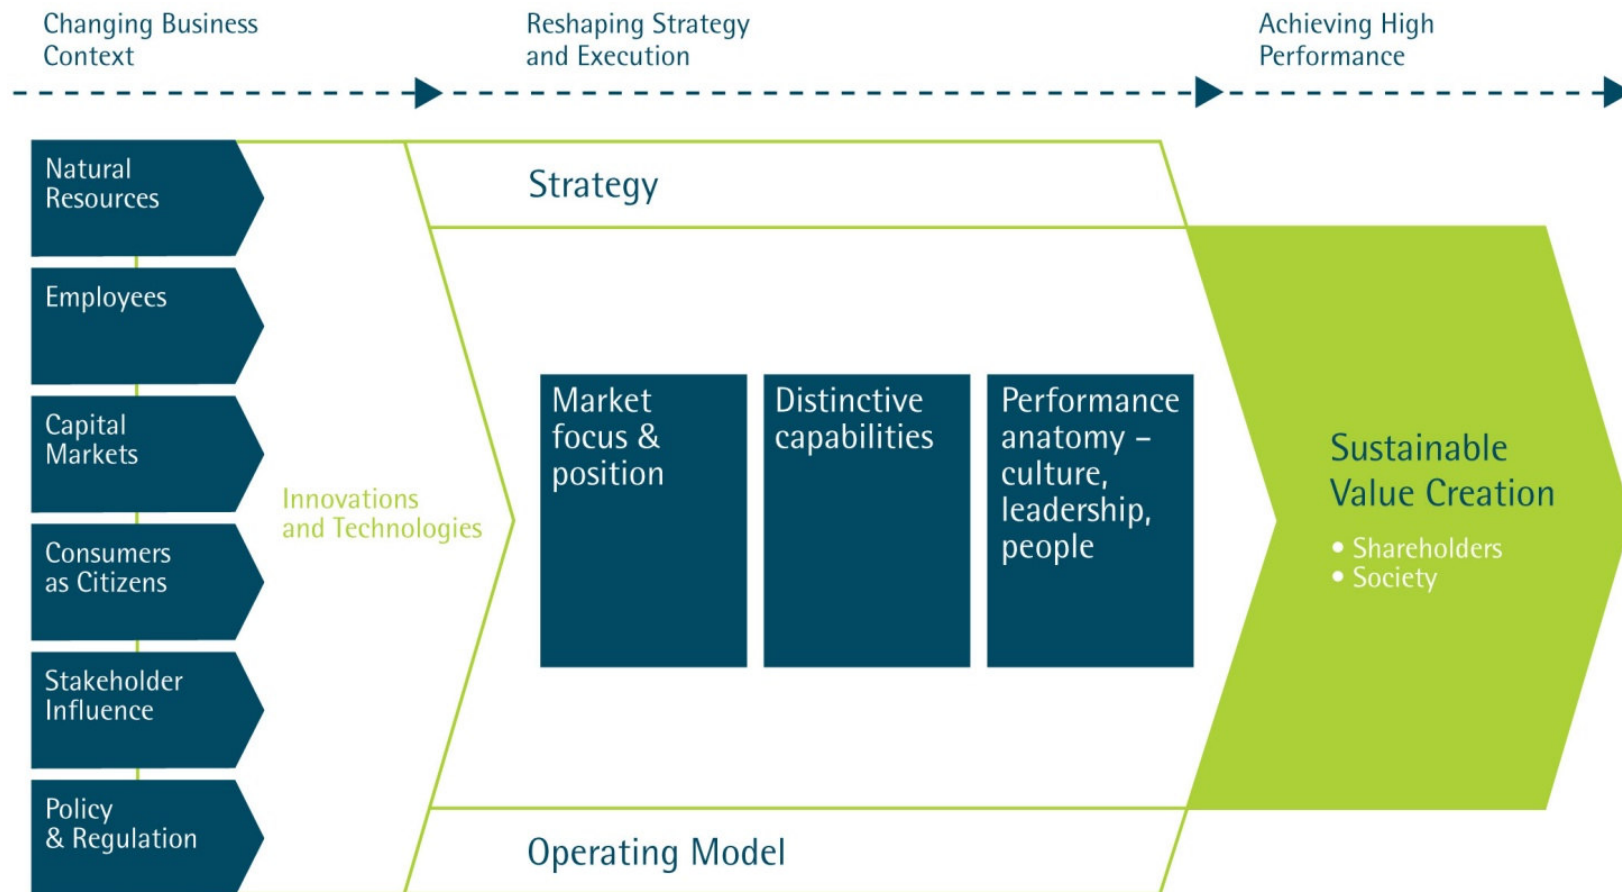 Changing Business
Context
Reshaping Strategy
and Execution
Achieving High
Performance
Natural
Resources
Employees
Capital
Markets
Consumers
as Citizens
Stakeholder
Influence
Policy
& Regulation
Innovations
and Technologies
Strategy
Market
focus &
position
Distinctive
capabilities
Performance
anatomy –
culture,
leadership,
people
Operating Model
Sustainable
Value Creation
• Shareholders
• Society